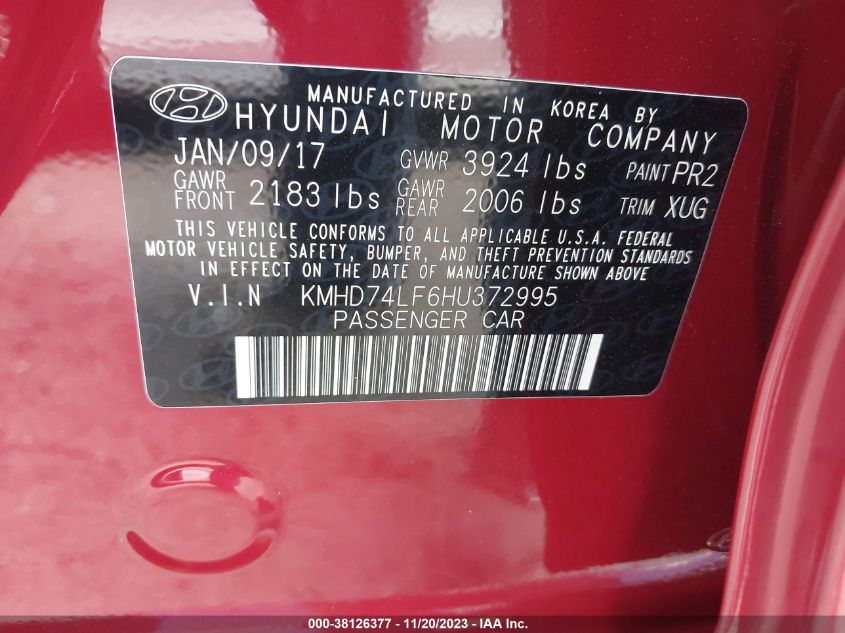 MANUFACTURED IN KOREA BY
HYUNDAI MOTOR COMPANY
JAN/09/17 GVWR 3924 lbs PAINT PR2
GAWR FRONT 2183 lbs GAWR REAR 2006 lbs TRIM XUG
THIS VEHICLE CONFORMS TO ALL APPLICABLE U.S.A. FEDERAL
MOTOR VEHICLE SAFETY, BUMPER, AND THEFT PREVENTION STANDARDS
IN EFFECT ON THE DATE OF MANUFACTURE SHOWN ABOVE
V.I.N KMHD74LF6HU372995
PASSENGER CAR
000-38126377 - 11/20/2023 - IAA Inc.